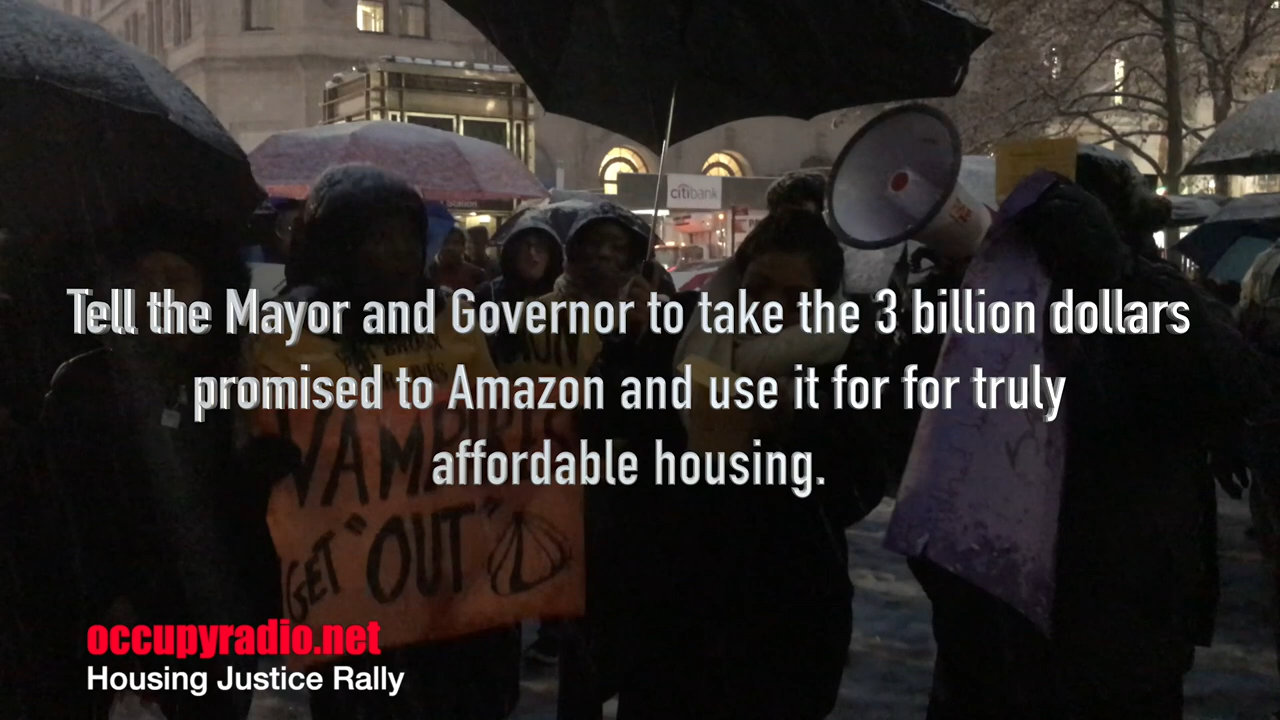 citibank
Tell the Mayor and Governor to take the 3 billion dollars
promised to Amazon and use it for for truly
affordable housing.
GET "OUT"
occupyradio.net
Housing Justice Rally